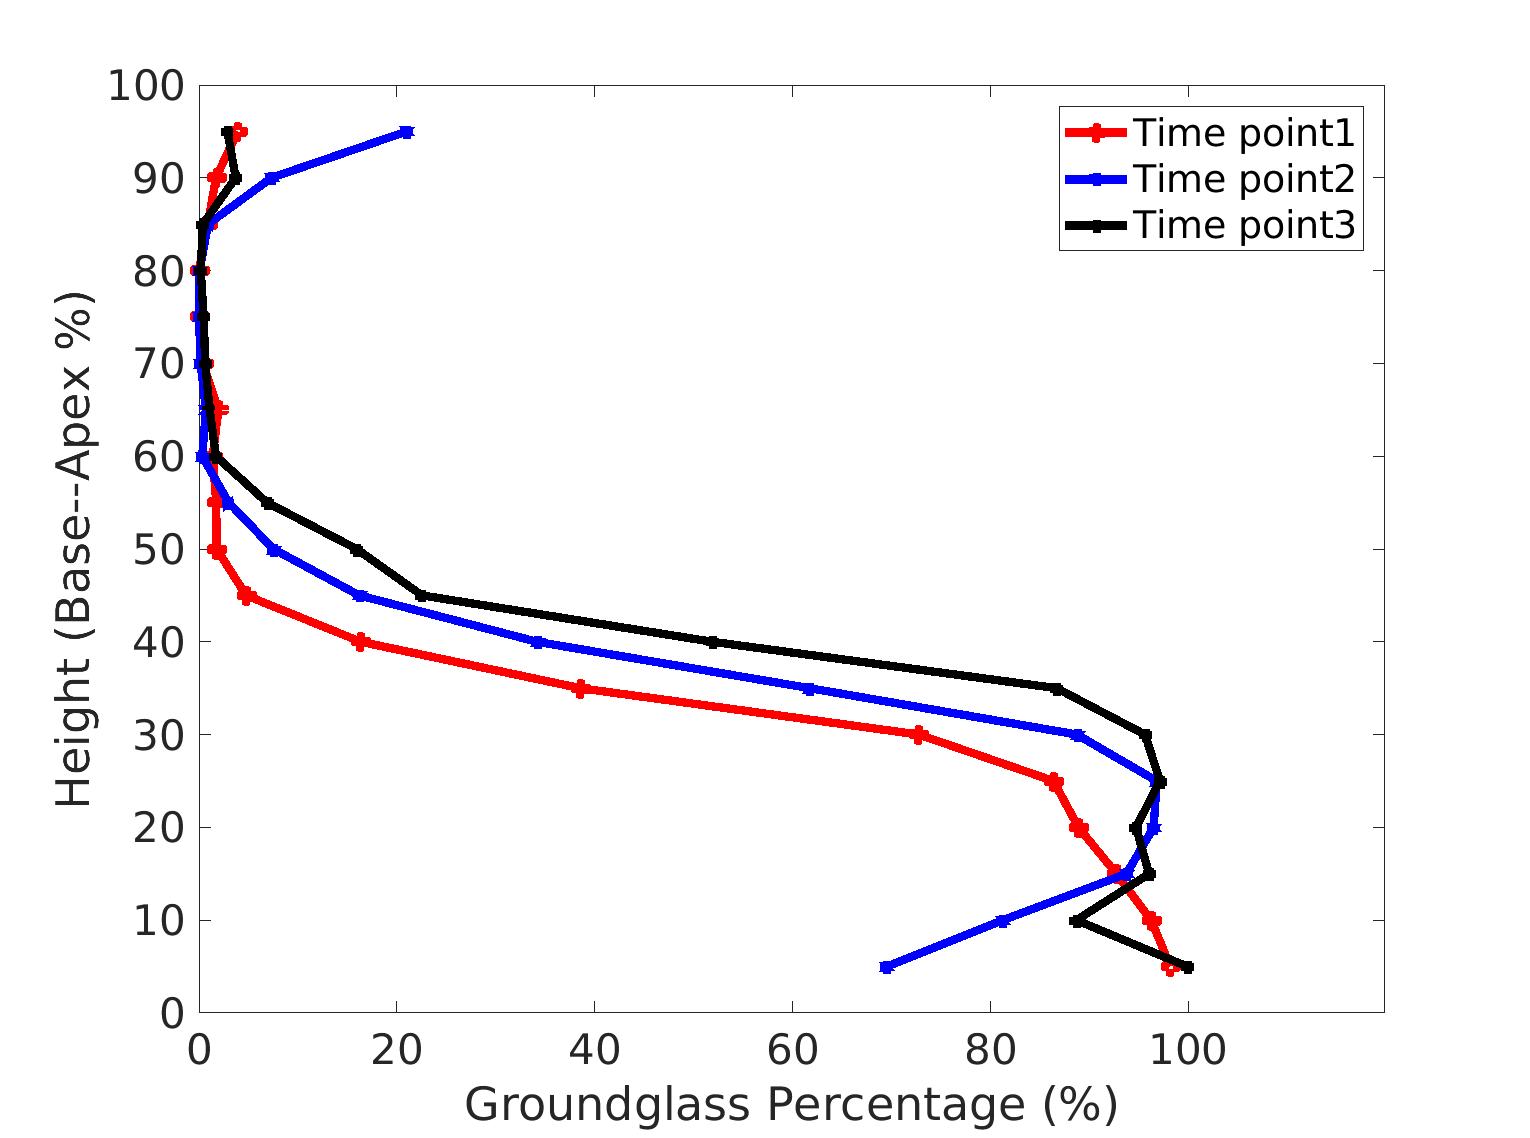 100
90
80
70
60
50
40
30
20
10
0
Height (Base--Apex %)
Time point1
Time point2
Time point3
0 20 40 60 80 100
Groundglass Percentage (%)